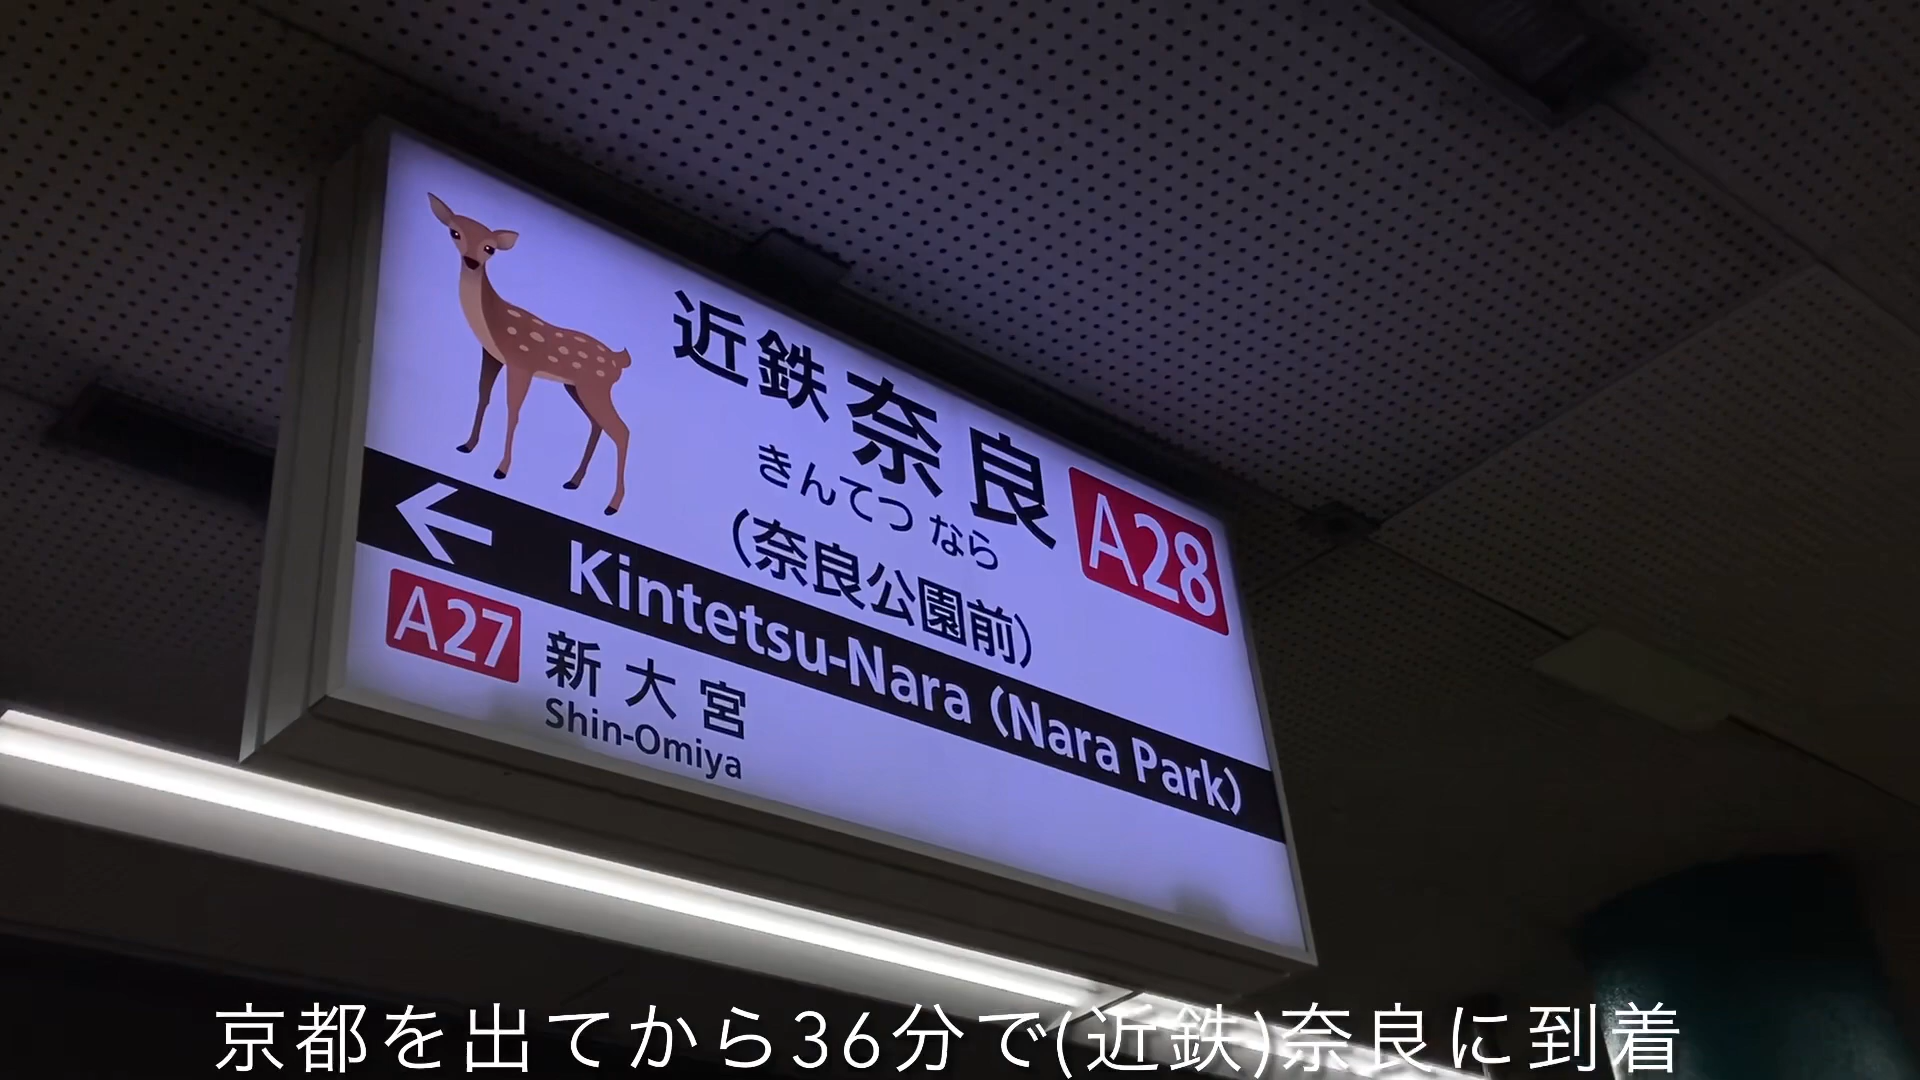 近鉄奈良
きんてつ なら
(奈良公園前)
A28
Kintetsu-Nara (Nara Park)
A27
新大宮
Shin-Omiya
京都を出てから36分で(近鉄)奈良に到着